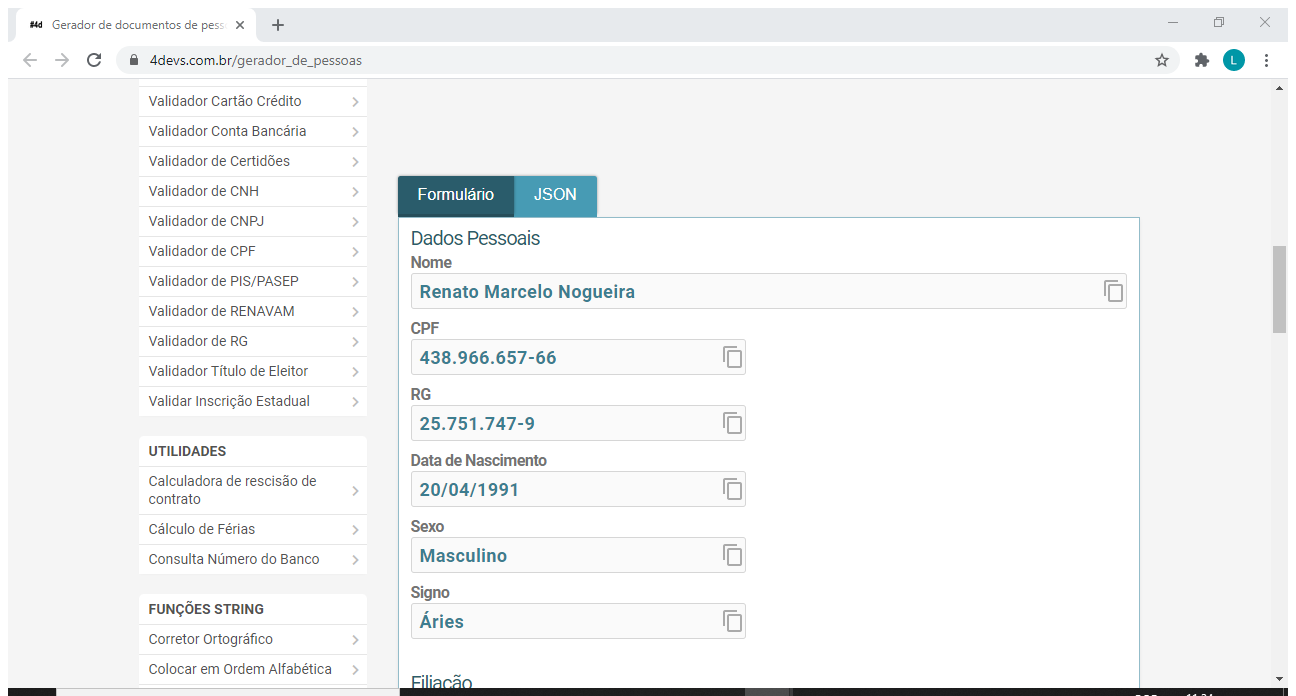 #4d Gerador de documentos de pess
4devs.com.br/gerador_de_pessoas
L
Validador Cartão Crédito
Validador Conta Bancária
Validador de Certidões
Validador de CNH
Validador de CNPJ
Validador de CPF
Validador de PIS/PASEP
Validador de RENAVAM
Validador de RG
Validador Título de Eleitor
Validar Inscrição Estadual
UTILIDADES
Calculadora de rescisão de
contrato
Cálculo de Férias
Consulta Número do Banco
FUNÇÕES STRING
Corretor Ortográfico
Colocar em Ordem Alfabética
Formulário JSON
Dados Pessoais
Nome
Renato Marcelo Nogueira
CPF
438.966.657-66
RG
25.751.747-9
Data de Nascimento
20/04/1991
Sexo
Masculino
Signo
Áries
Filiação